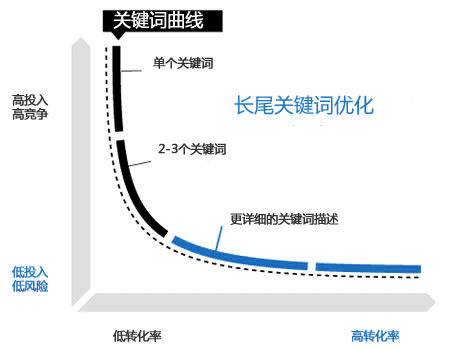 关键词曲线
单个关键词
高投入
高竞争
长尾关键词优化
2-3个关键词
更详细的关键词描述
低投入
低风险
低转化率
高转化率